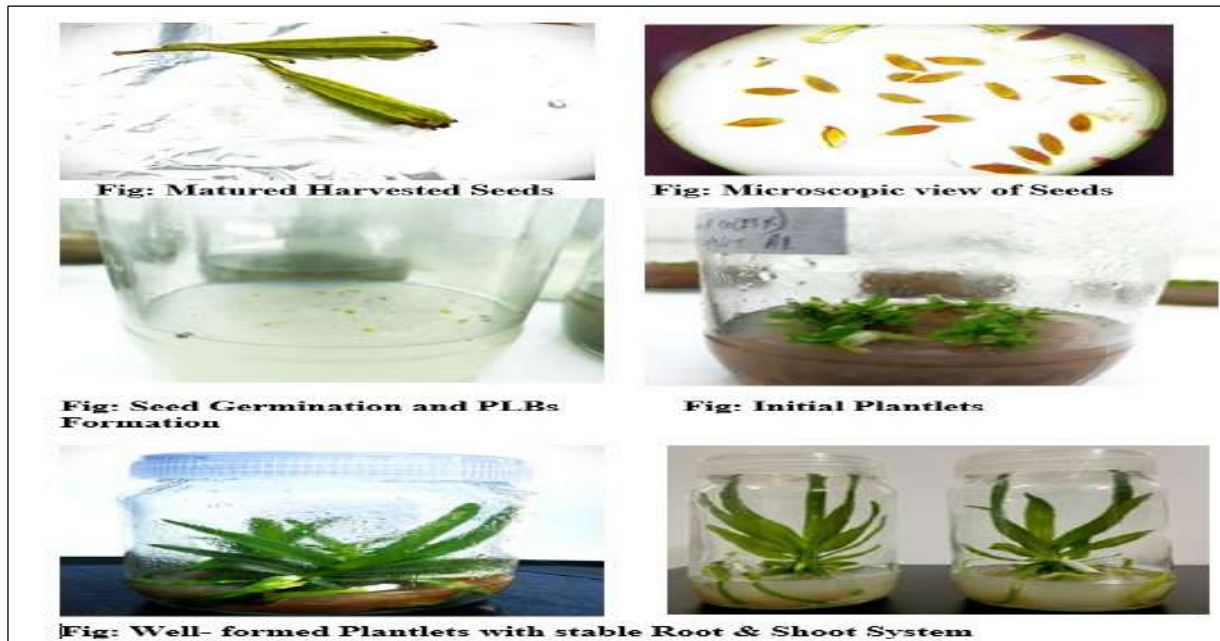 Fig: Matured Harvested Seeds
Fig: Microscopic view of Seeds
Fig: Seed Germination and PLBs
Formation
Fig: Initial Plantlets
Fig: Well- formed Plantlets with stable Root & Shoot System